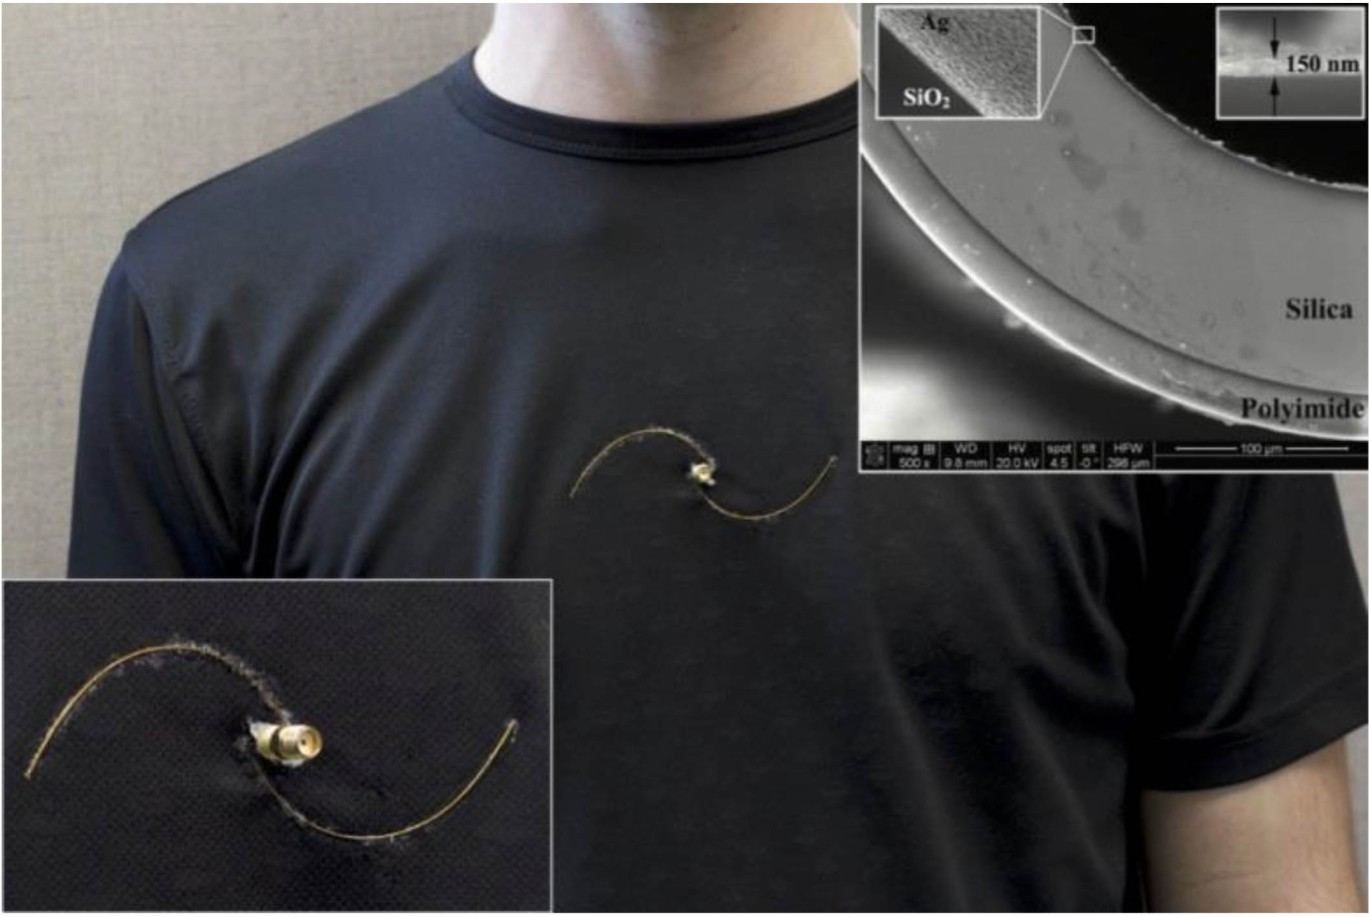 Ag
SiO₂
150 nm
Silica
Polyimide
mag WD HV spot tilt HFW
500 x 9.8 mm 20.0 kV 4.5 -0 ° 298 µm
100 µm